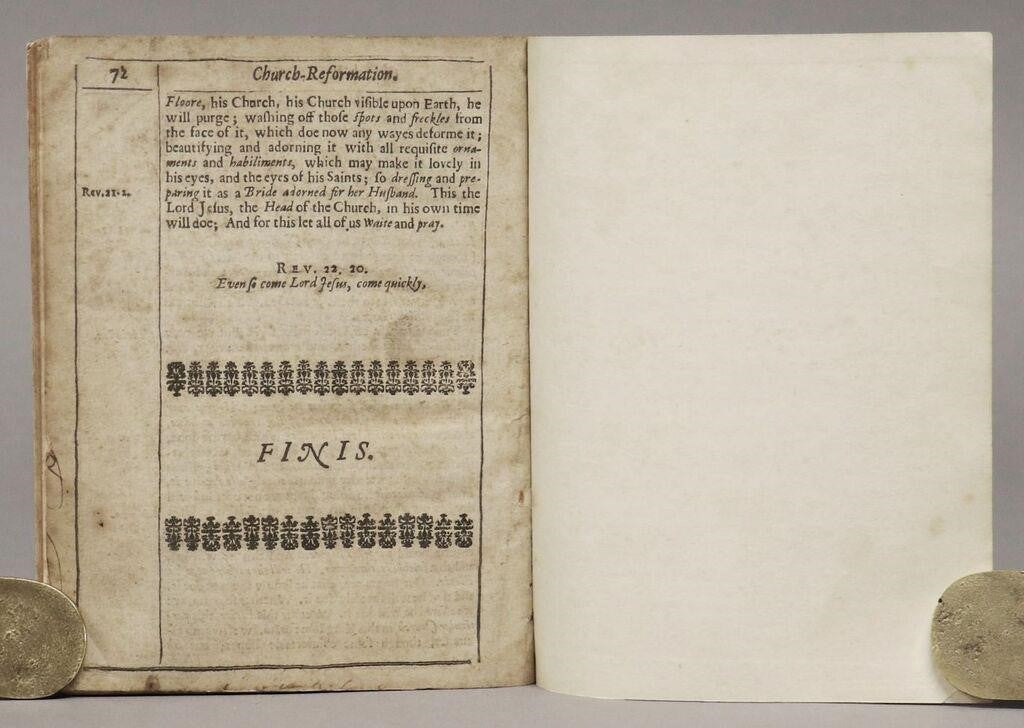 72
Church-Reformation.
Floore, his Church, his Church viſible upon Earth, he
will purge; waſhing off thoſe ſpots and freckles from
the face of it, which doe now any wayes deforme it;
beautifying and adorning it with all requiſite orna-
ments and habiliments, which may make it lovely in
his eyes, and the eyes of his Saints; ſo dreſſing and pre-
Rev.21.2.
paring it as a Bride adorned for her Huſband. This the
Lord Jeſus, the Head of the Church, in his own time
will doe; And for this let all of us Waite and pray.
REV. 22. 20.
Even ſo come Lord Jeſus, come quickly,
FINIS.